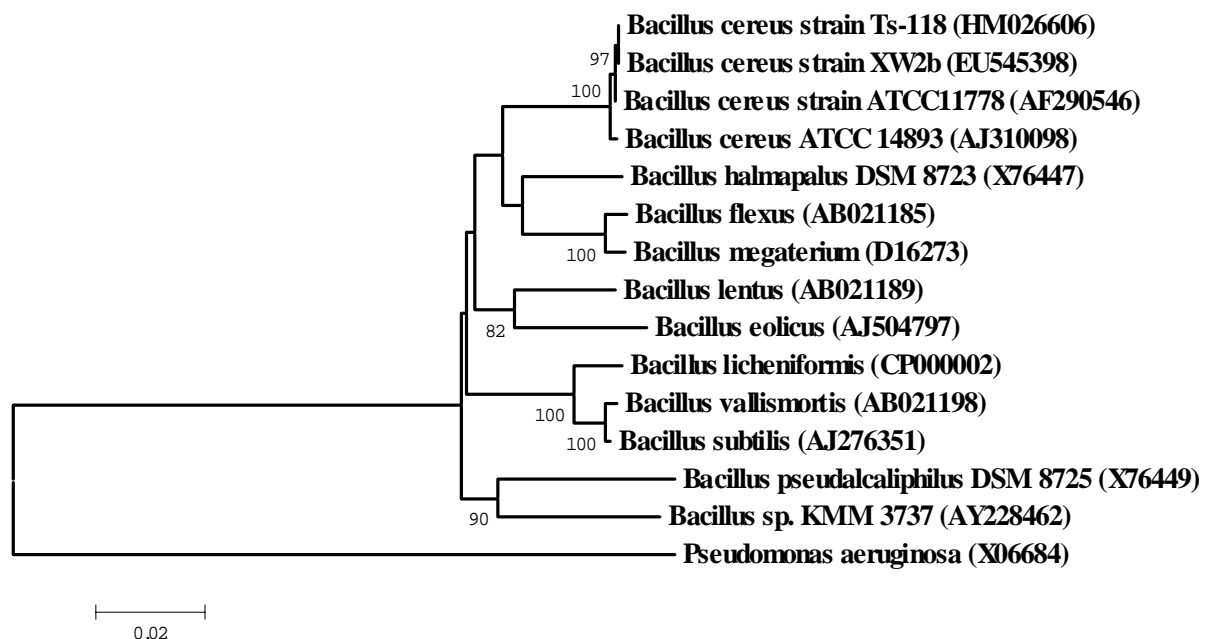 Bacillus cereus strain Ts-118 (HM026606)
97
Bacillus cereus strain XW2b (EU545398)
100
Bacillus cereus strain ATCC11778 (AF290546)
Bacillus cereus ATCC 14893 (AJ310098)
Bacillus halmapalus DSM 8723 (X76447)
Bacillus flexus (AB021185)
100
Bacillus megaterium (D16273)
Bacillus lentus (AB021189)
82
Bacillus eolicus (AJ504797)
Bacillus licheniformis (CP000002)
100
Bacillus vallismortis (AB021198)
100
Bacillus subtilis (AJ276351)
Bacillus pseudalcaliphilus DSM 8725 (X76449)
90
Bacillus sp. KMM 3737 (AY228462)
Pseudomonas aeruginosa (X06684)
0.02